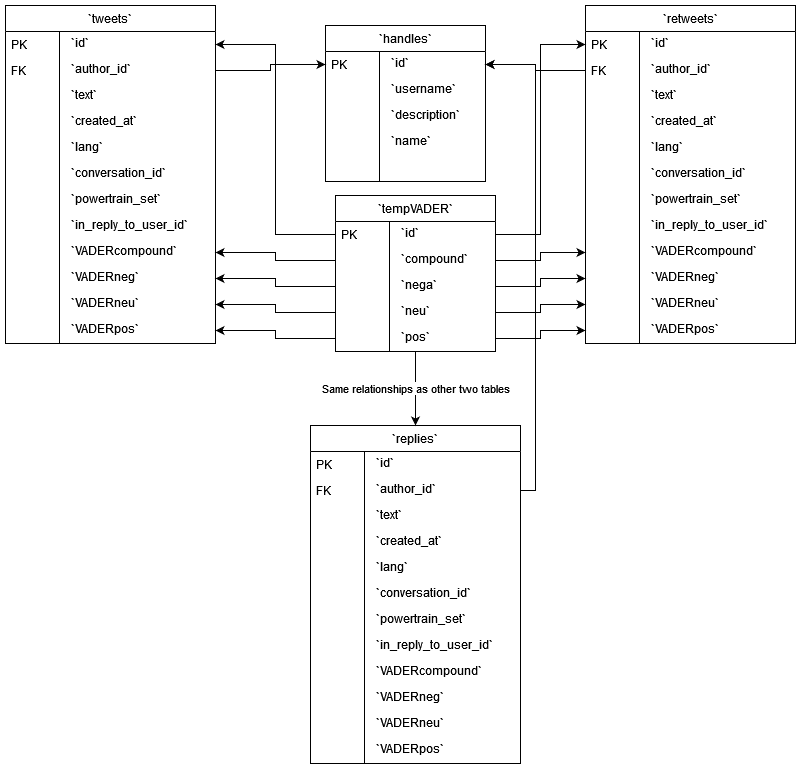 `tweets`
PK `id`
FK `author_id`
`text`
`created_at`
`lang`
`conversation_id`
`powertrain_set`
`in_reply_to_user_id`
`VADERcompound`
`VADERneg`
`VADERneu`
`VADERpos`
`handles`
PK `id`
`username`
`description`
`name`
`retweets`
PK `id`
FK `author_id`
`text`
`created_at`
`lang`
`conversation_id`
`powertrain_set`
`in_reply_to_user_id`
`VADERcompound`
`VADERneg`
`VADERneu`
`VADERpos`
`tempVADER`
PK `id`
`compound`
`nega`
`neu`
`pos`
Same relationships as other two tables
`replies`
PK `id`
FK `author_id`
`text`
`created_at`
`lang`
`conversation_id`
`powertrain_set`
`in_reply_to_user_id`
`VADERcompound`
`VADERneg`
`VADERneu`
`VADERpos`